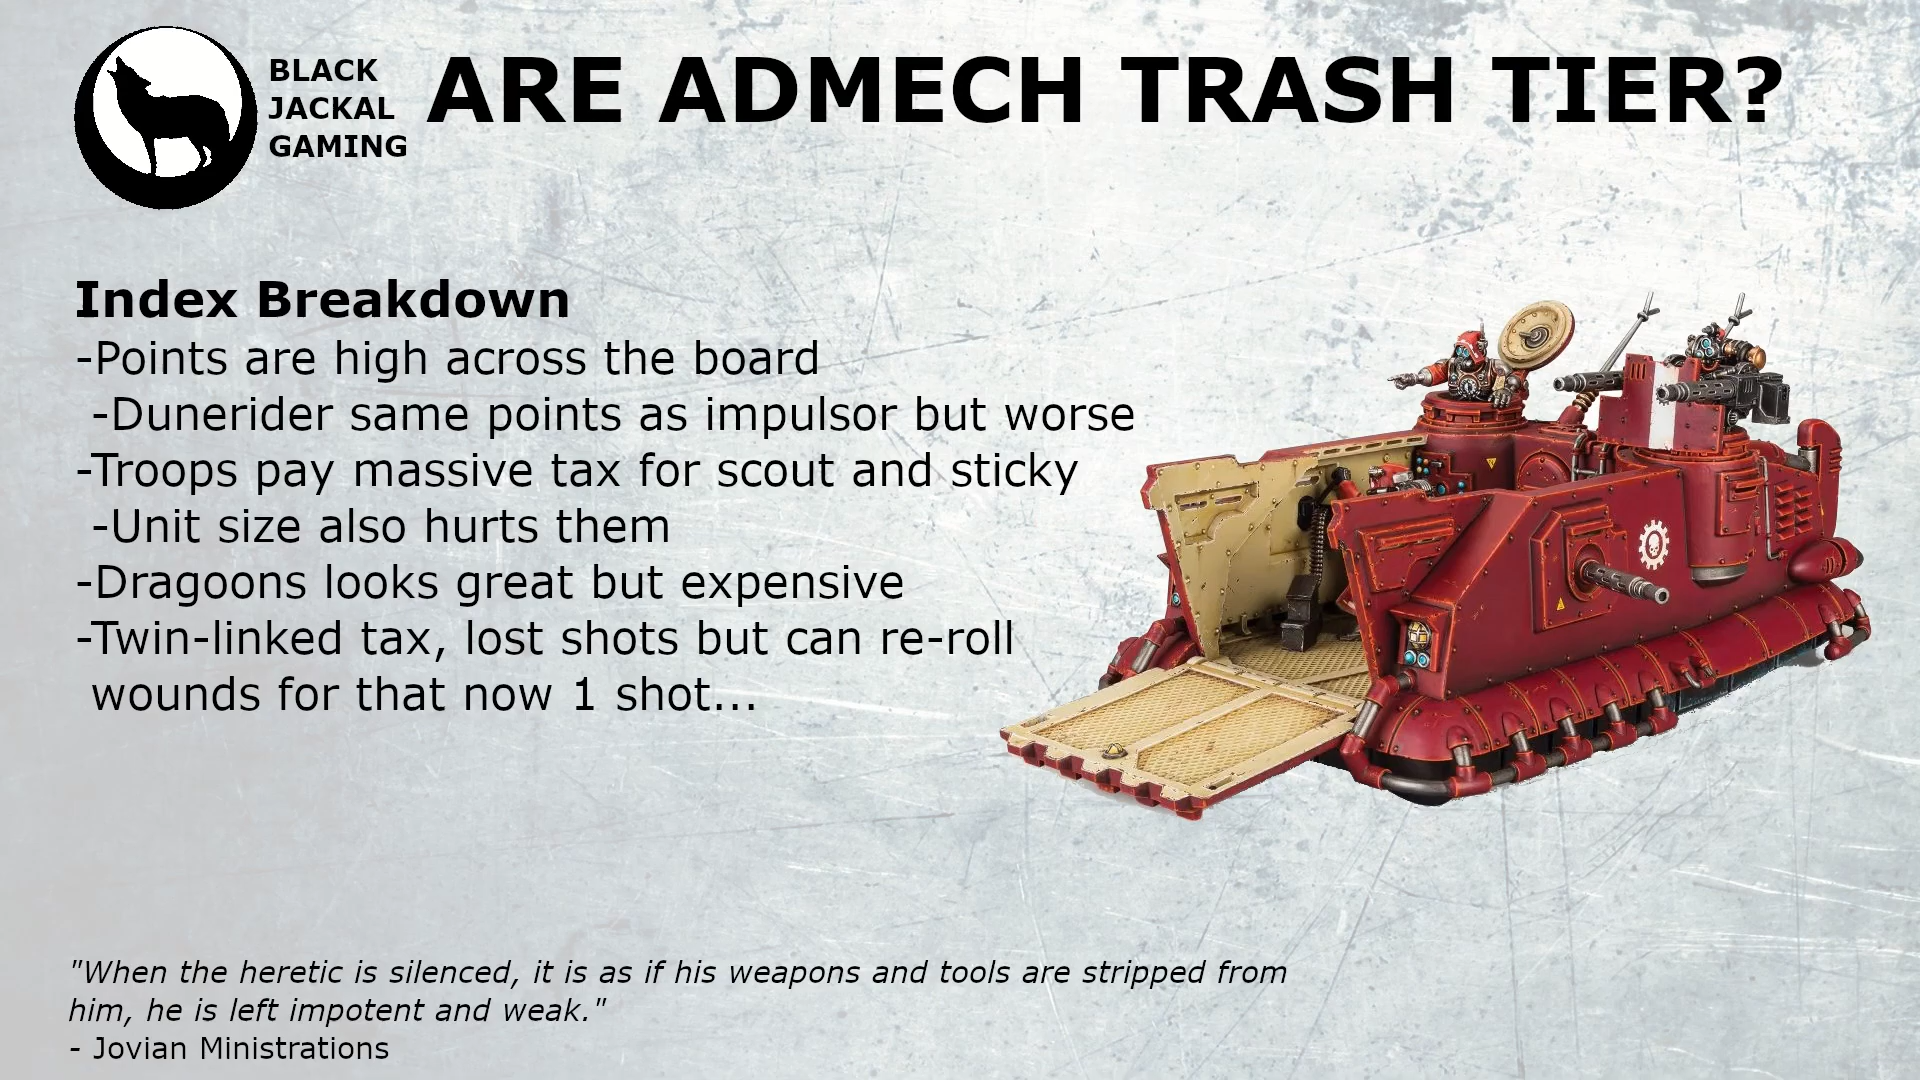 BLACK
JACKAL
GAMING
ARE ADMECH TRASH TIER?
Index Breakdown
-Points are high across the board
-Dunerider same points as impulsor but worse
-Troops pay massive tax for scout and sticky
-Unit size also hurts them
-Dragoons looks great but expensive
-Twin-linked tax, lost shots but can re-roll
wounds for that now 1 shot...
"When the heretic is silenced, it is as if his weapons and tools are stripped from
him, he is left impotent and weak."
- Jovian Ministrations